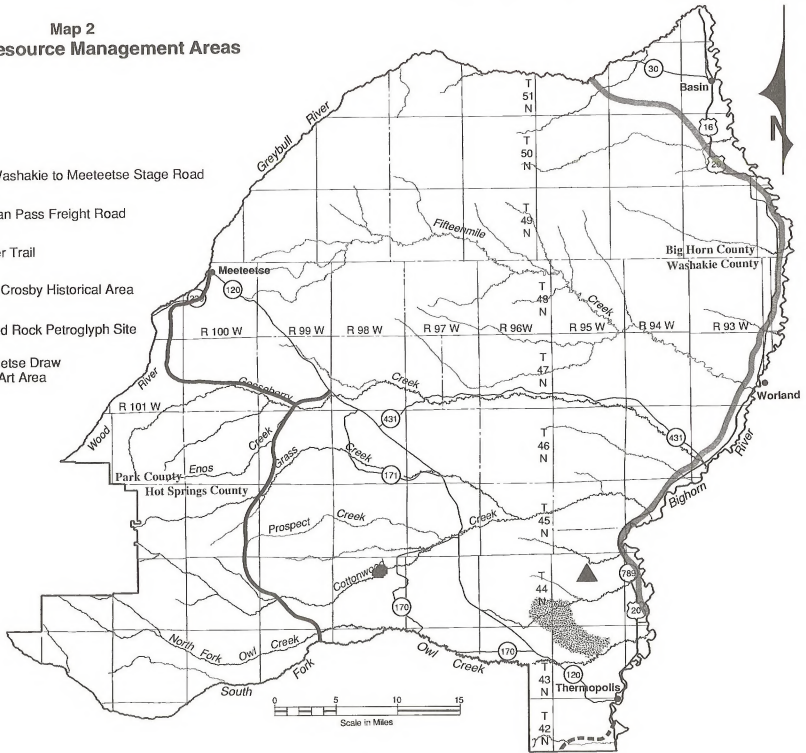 Map 2
esource Management Areas
Washakie to Meeteetse Stage Road
an Pass Freight Road
er Trail
Crosby Historical Area
d Rock Petroglyph Site
etse Draw
Art Area
N
30
Basin
T
51
N
Greybull River
16
20
T
50
N
T
49
N
Fifteenmile
Creek
Big Horn County
Washakie County
Meeteetse
120
T
48
N
R 100 W
R 99 W
R 98 W
R 97 W
R 96W
R 95 W
R 94 W
R 93 W
T
47
N
Wood River
Gooseberry Creek
Worland
R 101 W
431
431
T
46
N
Bighorn River
Enos Creek
Grass Creek
171
Park County
Hot Springs County
T
45
N
Prospect Creek
Cottonwood Creek
789
T
44
N
170
20
North Fork Owl Creek
South Fork
Owl Creek
170
T
43
N
120
Thermopolis
T
42
N
0 5 10 15
Scale in Miles